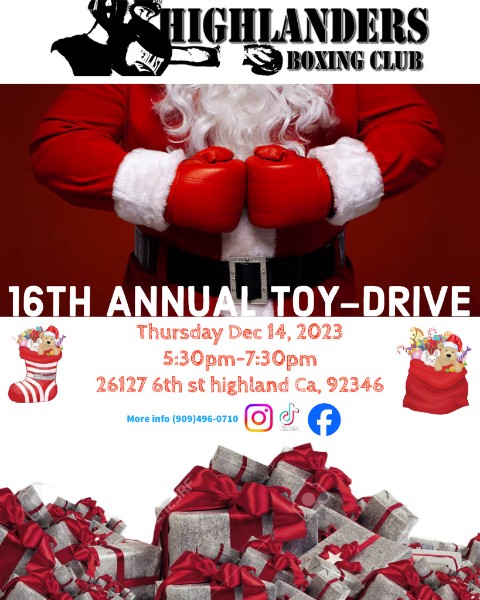 HIGHLANDERS
BOXING CLUB
EVERLAST
16TH ANNUAL TOY-DRIVE
Thursday Dec 14, 2023
5:30pm-7:30pm
26127 6th st highland Ca, 92346
More info (909)496-0710